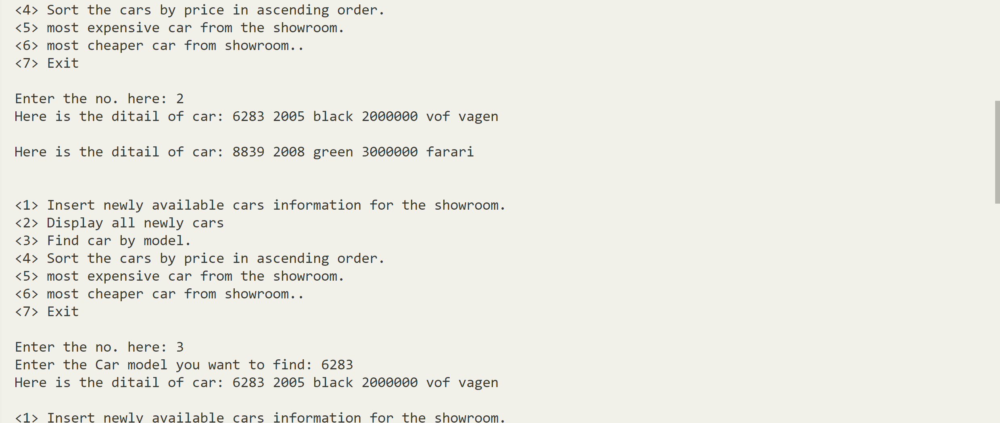 <4> Sort the cars by price in ascending order.
<5> most expensive car from the showroom.
<6> most cheaper car from showroom..
<7> Exit
Enter the no. here: 2
Here is the ditail of car: 6283 2005 black 2000000 vof vagen
Here is the ditail of car: 8839 2008 green 3000000 farari
<1> Insert newly available cars information for the showroom.
<2> Display all newly cars
<3> Find car by model.
<4> Sort the cars by price in ascending order.
<5> most expensive car from the showroom.
<6> most cheaper car from showroom..
<7> Exit
Enter the no. here: 3
Enter the Car model you want to find: 6283
Here is the ditail of car: 6283 2005 black 2000000 vof vagen
<1> Insert newly available cars information for the showroom.